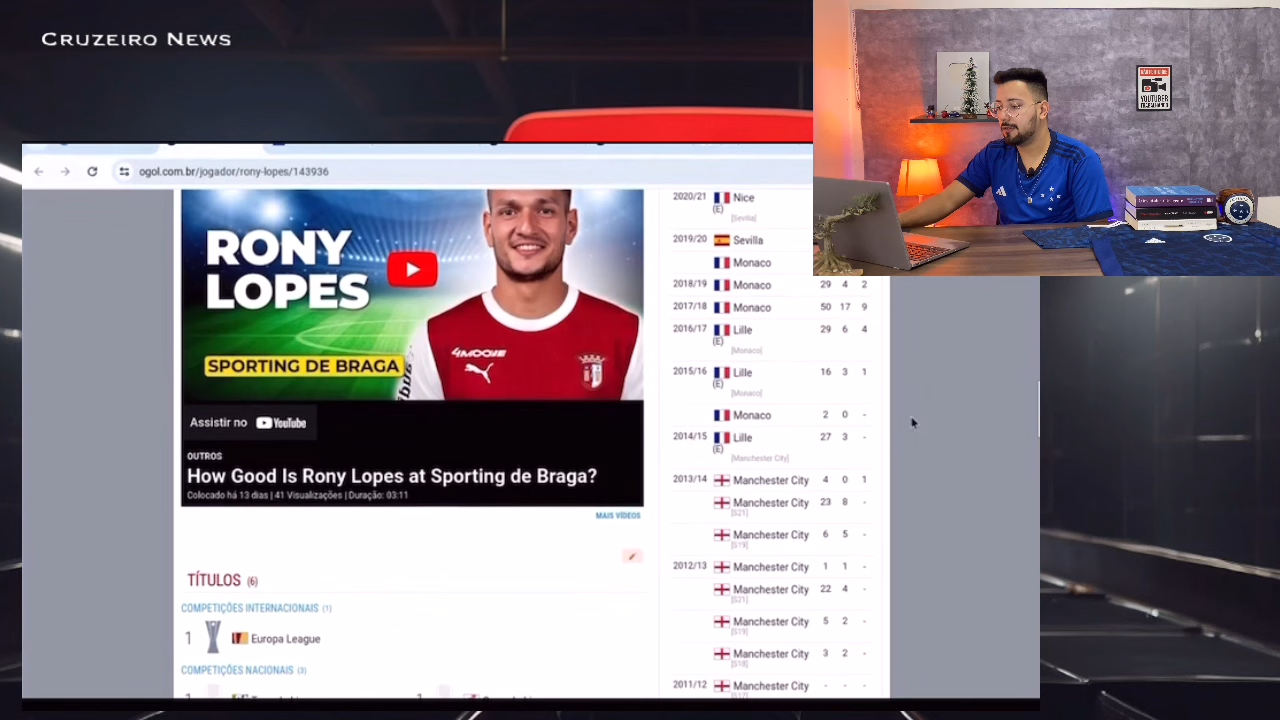 CRUZEIRO NEWS
YOUTUBER
TRABALHANDO
ogol.com.br/jogador/rony-lopes/143936
RONY
LOPES
SPORTING DE BRAGA
4MOOVE
Assistir no YouTube
OUTROS
How Good Is Rony Lopes at Sporting de Braga?
Colocado há 13 dias | 41 Visualizações | Duração: 03:11
MAIS VÍDEOS
TÍTULOS (6)
COMPETIÇÕES INTERNACIONAIS (1)
1 Europa League
COMPETIÇÕES NACIONAIS (3)
2020/21 Nice
(E) [Sevilla]
2019/20 Sevilla
Monaco
2018/19 Monaco 29 4 2
2017/18 Monaco 50 17 9
2016/17 Lille 29 6 4
(E) [Monaco]
2015/16 Lille 16 3 1
(E) [Monaco]
Monaco 2 0 -
2014/15 Lille 27 3 -
(E) [Manchester City]
2013/14 Manchester City 4 0 1
Manchester City 23 8 -
[S21]
Manchester City 6 5 -
[S19]
2012/13 Manchester City 1 1 -
Manchester City 22 4 -
[S21]
Manchester City 5 2 -
[S19]
Manchester City 3 2 -
[S18]
2011/12 Manchester City - - -
[S17]